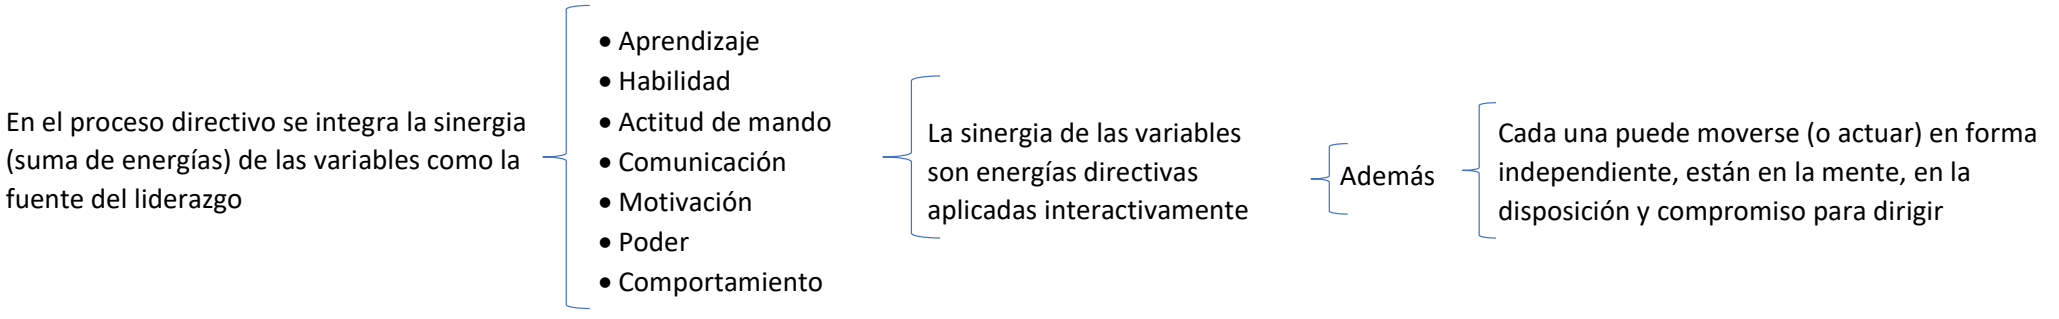 En el proceso directivo se integra la sinergia
(suma de energías) de las variables como la
fuente del liderazgo
• Aprendizaje
• Habilidad
• Actitud de mando
• Comunicación
• Motivación
• Poder
• Comportamiento
La sinergia de las variables
son energías directivas
aplicadas interactivamente
Además
Cada una puede moverse (o actuar) en forma
independiente, están en la mente, en la
disposición y compromiso para dirigir